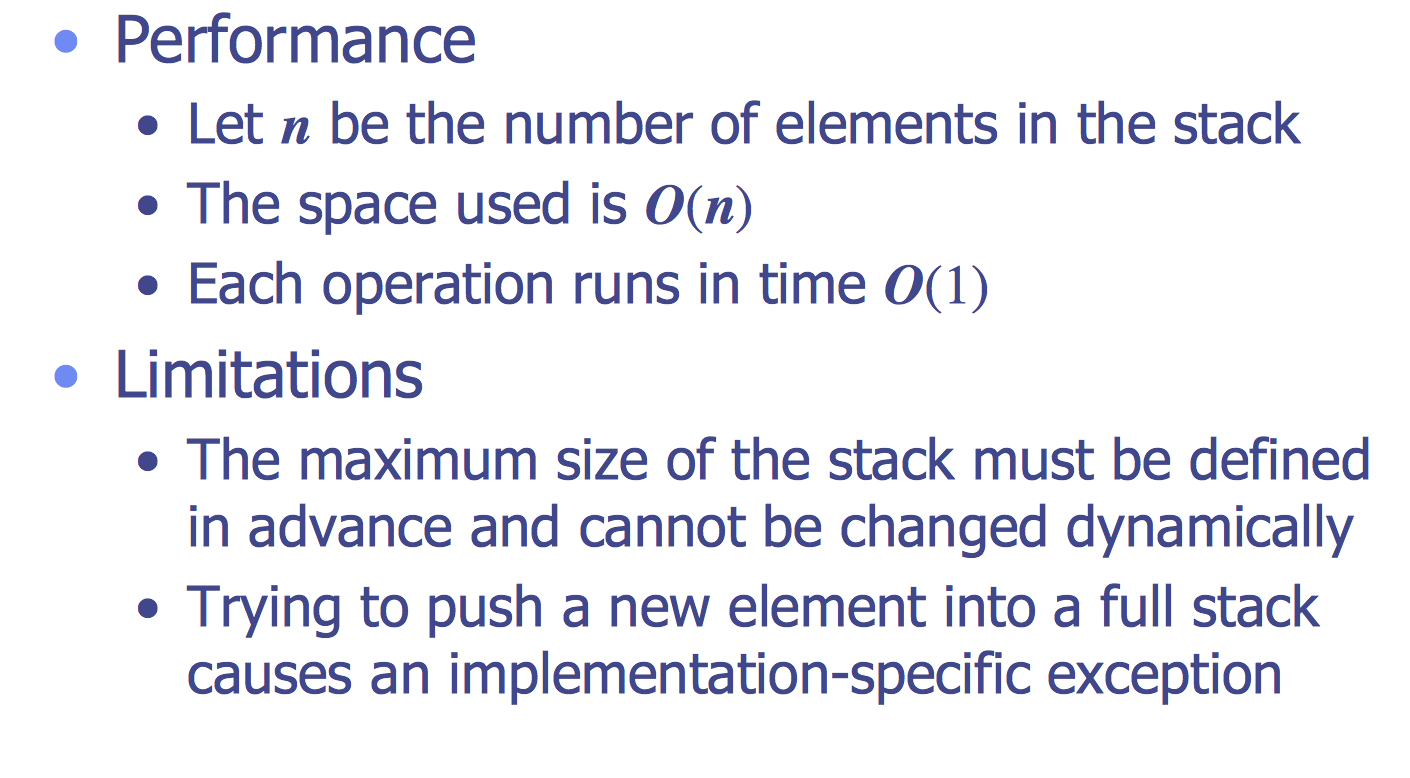 • Performance
• Let n be the number of elements in the stack
• The space used is O(n)
• Each operation runs in time O(1)
• Limitations
• The maximum size of the stack must be defined
in advance and cannot be changed dynamically
• Trying to push a new element into a full stack
causes an implementation-specific exception